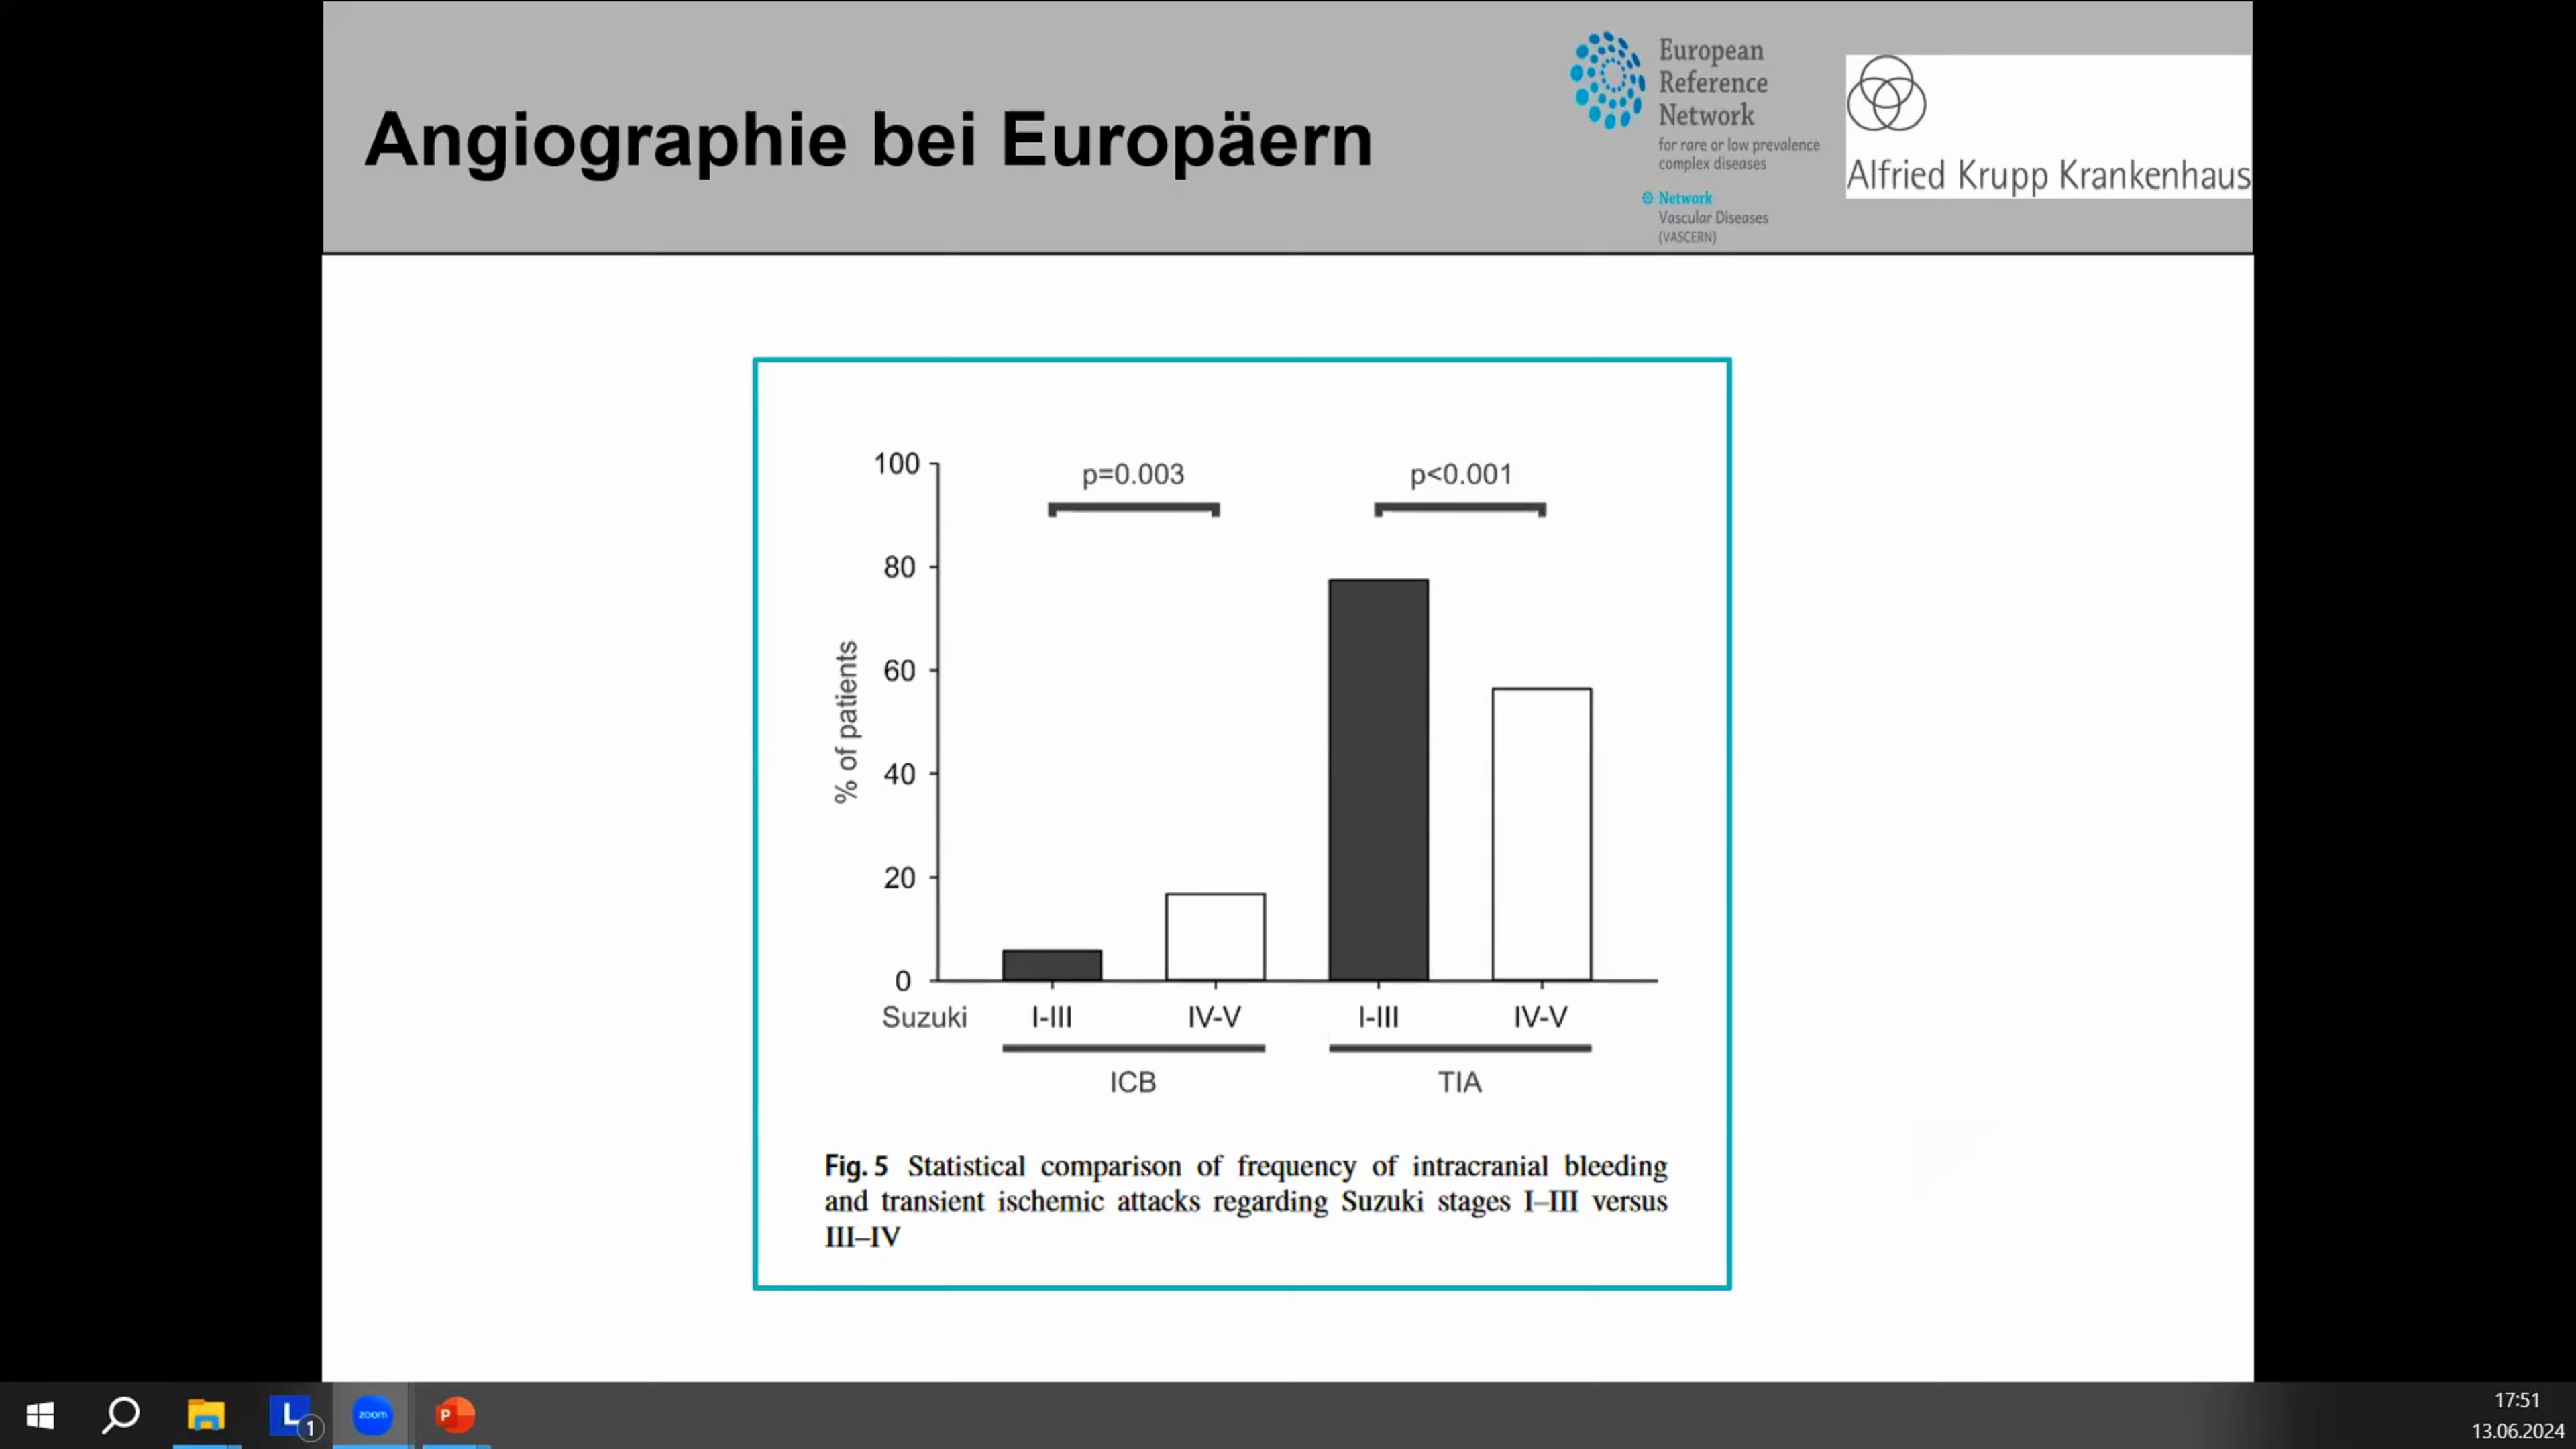 Angiographie bei Europäern
European
Reference
Network
for rare or low prevalence
complex diseases
Network
Vascular Diseases
(VASCERN)
Alfried Krupp Krankenhaus
p=0.003
p<0.001
100
80
60
40
20
0
% of patients
Suzuki
I-III
IV-V
I-III
IV-V
ICB
TIA
Fig. 5 Statistical comparison of frequency of intracranial bleeding
and transient ischemic attacks regarding Suzuki stages I–III versus
III–IV
L
1
zoom
P
17:51
13.06.2024